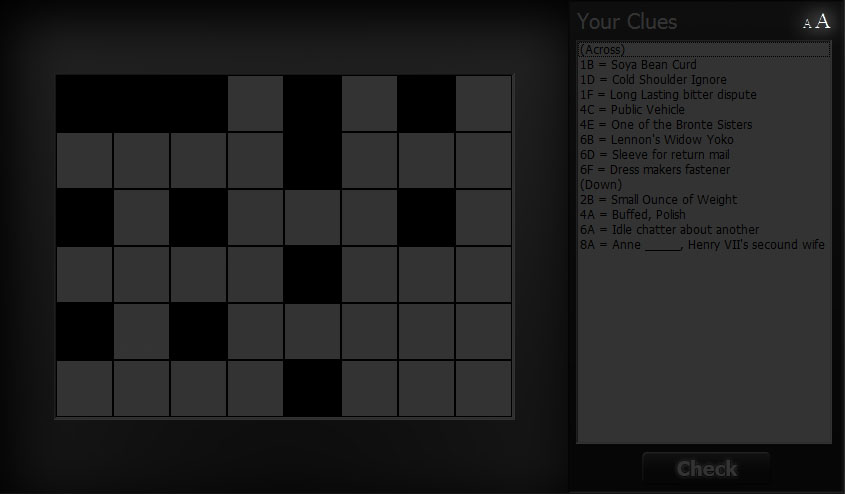 Your Clues
A A
(Across)
1B = Soya Bean Curd
1D = Cold Shoulder Ignore
1F = Long Lasting bitter dispute
4C = Public Vehicle
4E = One of the Bronte Sisters
6B = Lennon's Widow Yoko
6D = Sleeve for return mail
6F = Dress makers fastener
(Down)
2B = Small Ounce of Weight
4A = Buffed, Polish
6A = Idle chatter about another
8A = Anne _____, Henry VII's secound wife
Check